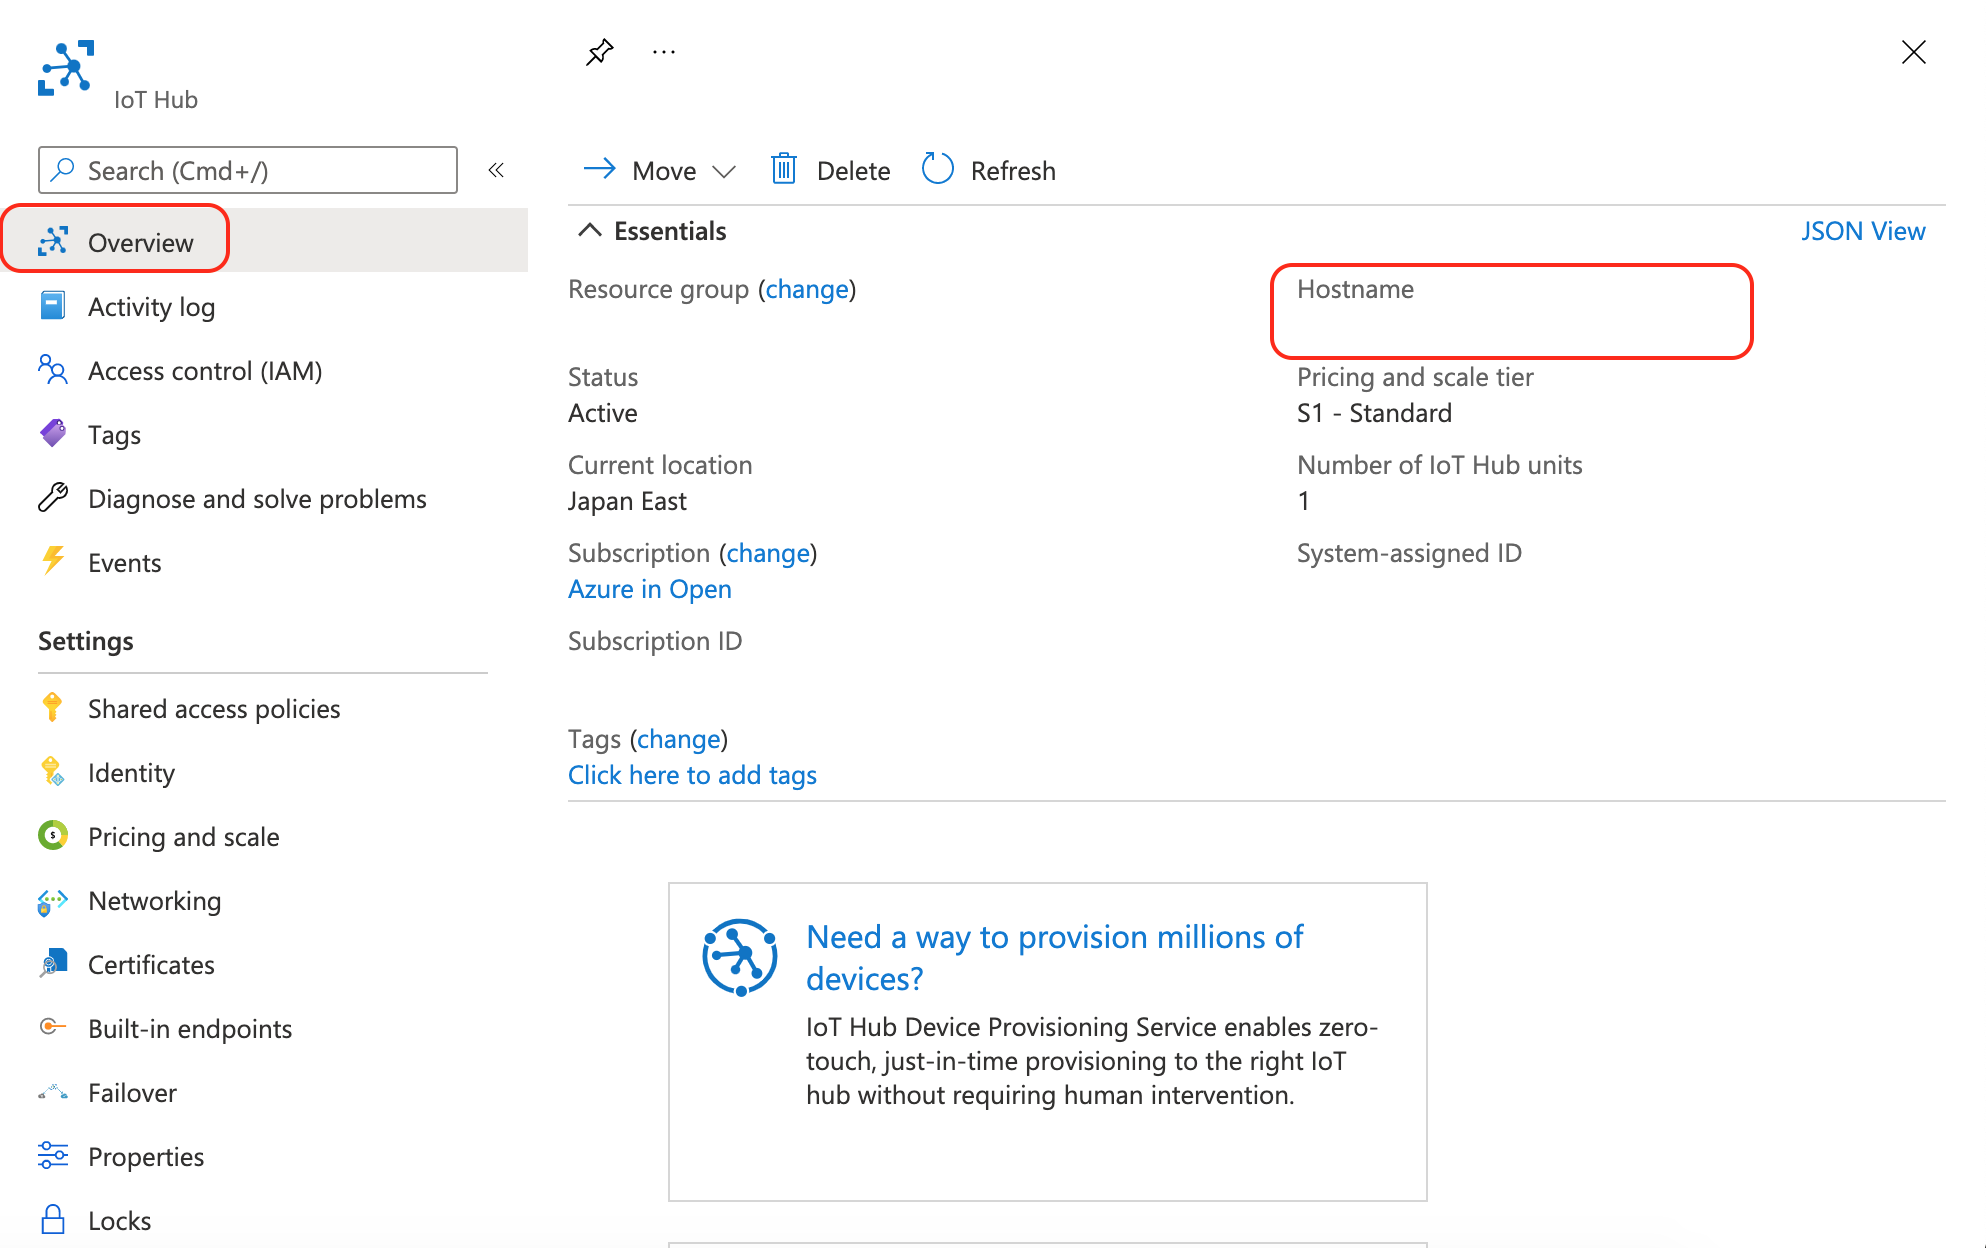 IoT Hub
Search (Cmd+/)
«
Overview
Activity log
Access control (IAM)
Tags
Diagnose and solve problems
Events
Settings
Shared access policies
Identity
Pricing and scale
Networking
Certificates
Built-in endpoints
Failover
Properties
Locks
...
Move
Delete
Refresh
Essentials
JSON View
Resource group (change)
Hostname
Status
Active
Pricing and scale tier
S1 - Standard
Current location
Japan East
Number of IoT Hub units
1
Subscription (change)
Azure in Open
System-assigned ID
Subscription ID
Tags (change)
Click here to add tags
Need a way to provision millions of
devices?
IoT Hub Device Provisioning Service enables zero-
touch, just-in-time provisioning to the right IoT
hub without requiring human intervention.